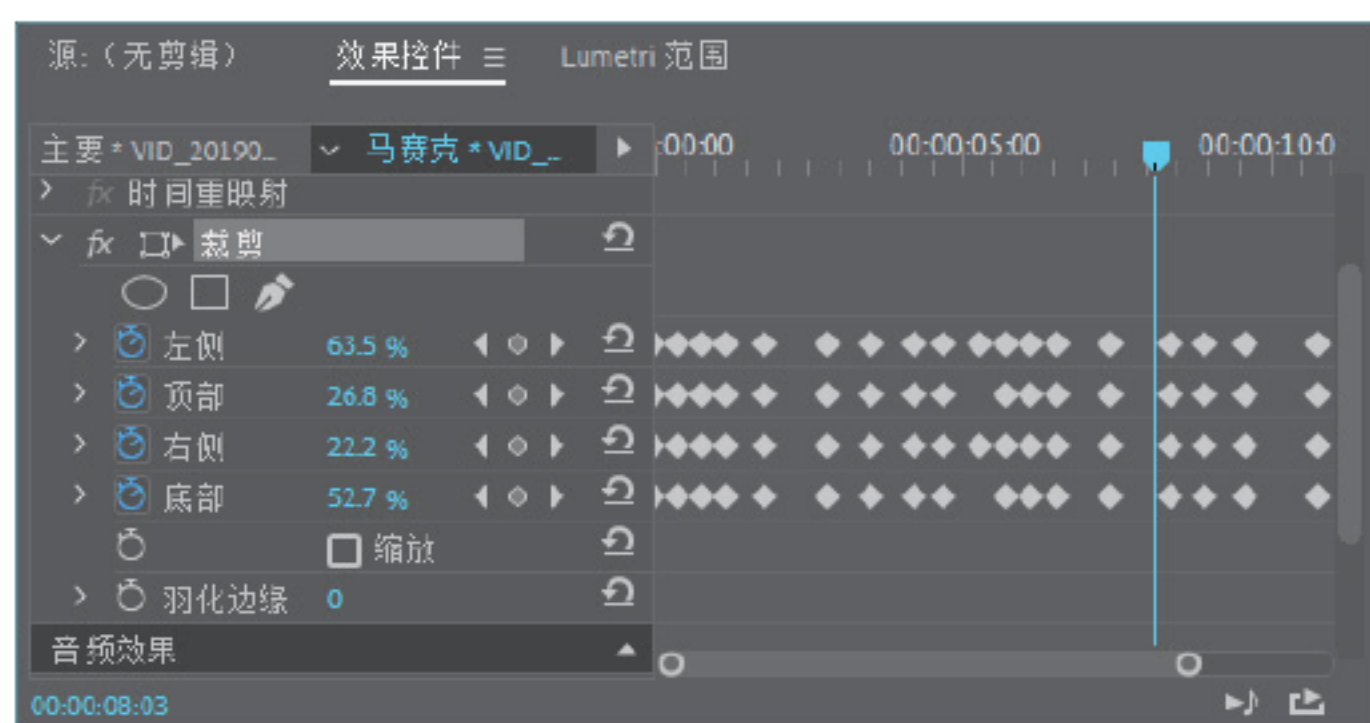 源:（无剪辑） 效果控件 Lumetri 范围
主要 * VID_20190... 马赛克 * VID_... :00:00 00:00:05:00 00:00:10:0
fx 时间重映射
fx 裁剪
左侧 63.5 %
顶部 26.8 %
右侧 22.2 %
底部 52.7 %
缩放
羽化边缘 0
音频效果
00:00:08:03